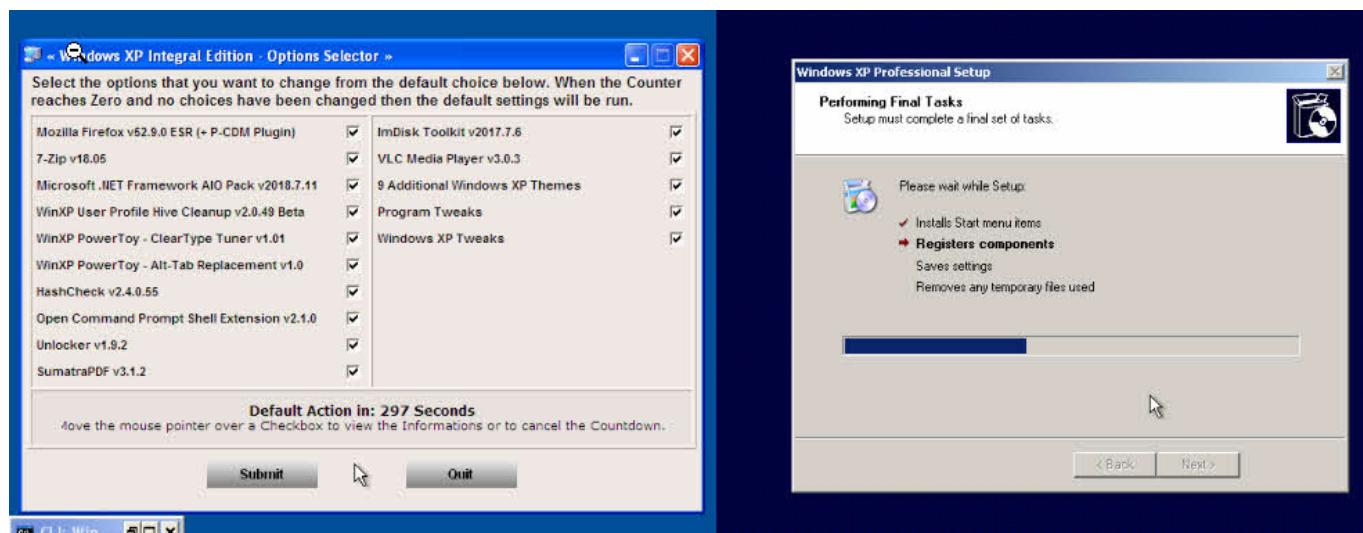 « Windows XP Integral Edition - Options Selector »
Select the options that you want to change from the default choice below. When the Counter
reaches Zero and no choices have been changed then the default settings will be run.
Mozilla Firefox v52.9.0 ESR (+ P-CDM Plugin)
7-Zip v18.05
Microsoft .NET Framework AIO Pack v2018.7.11
WinXP User Profile Hive Cleanup v2.0.49 Beta
WinXP PowerToy - ClearType Tuner v1.01
WinXP PowerToy - Alt-Tab Replacement v1.0
HashCheck v2.4.0.55
Open Command Prompt Shell Extension v2.1.0
Unlocker v1.9.2
SumatraPDF v3.1.2
ImDisk Toolkit v2017.7.6
VLC Media Player v3.0.3
9 Additional Windows XP Themes
Program Tweaks
Windows XP Tweaks
Default Action in: 297 Seconds
Move the mouse pointer over a Checkbox to view the Informations or to cancel the Countdown.
Submit
Quit
Windows XP Professional Setup
Performing Final Tasks
Setup must complete a final set of tasks.
Please wait while Setup:
Installs Start menu items
Registers components
Saves settings
Removes any temporary files used
< Back
Next >